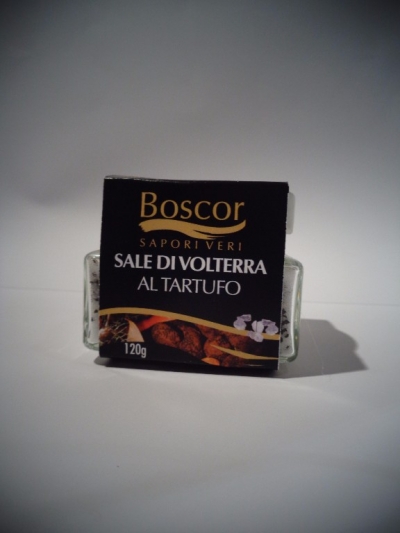 Boscor
SAPORI VERI
SALE DI VOLTERRA
AL TARTUFO
120g